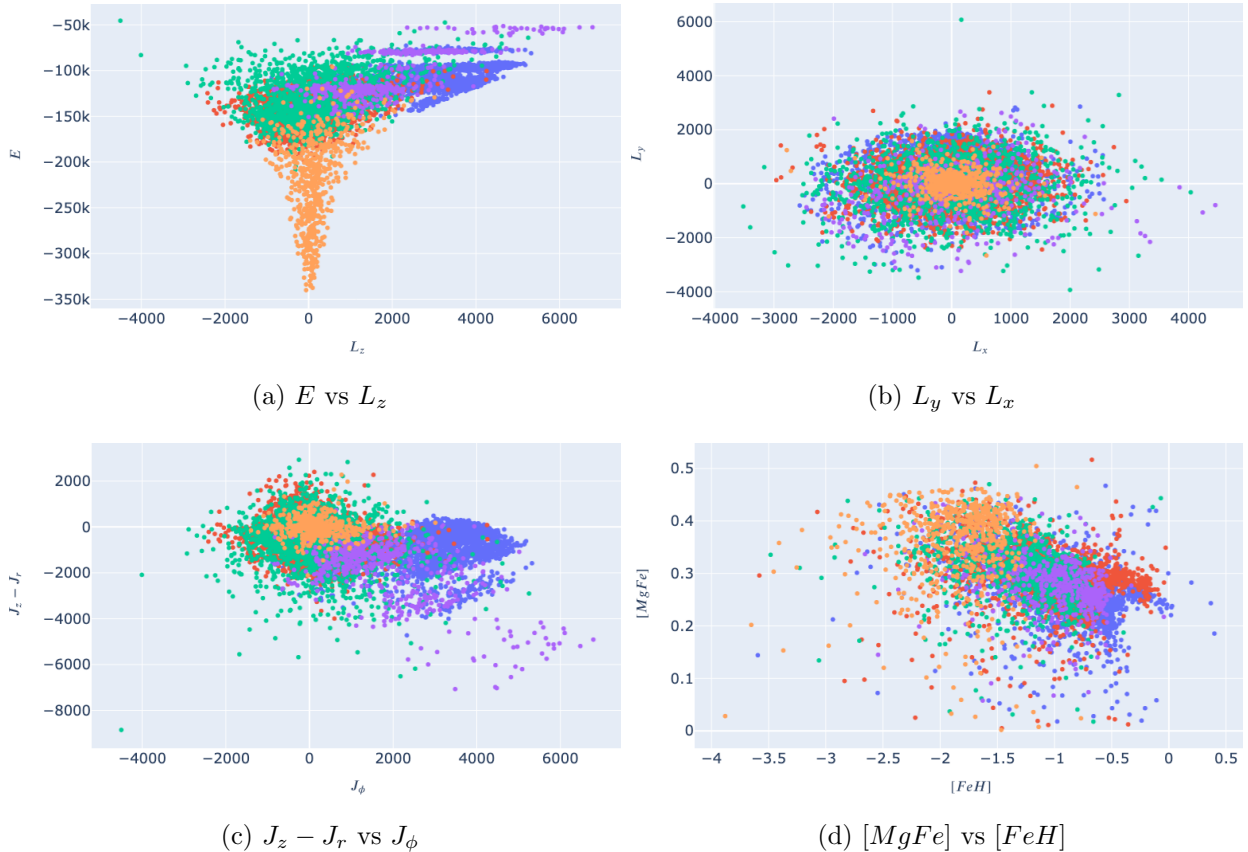 −50k
−100k
−150k
−200k
−250k
−300k
−350k
E
−4000 −2000 0 2000 4000 6000
L_z
(a) E vs L_z
6000
4000
2000
0
−2000
−4000
L_y
−4000 −3000 −2000 −1000 0 1000 2000 3000 4000
L_x
(b) L_y vs L_x
2000
0
−2000
−4000
−6000
−8000
J_z − J_r
−4000 −2000 0 2000 4000 6000
J_ϕ
(c) J_z − J_r vs J_ϕ
0.5
0.4
0.3
0.2
0.1
0
[MgFe]
−4 −3.5 −3 −2.5 −2 −1.5 −1 −0.5 0 0.5
[FeH]
(d) [MgFe] vs [FeH]